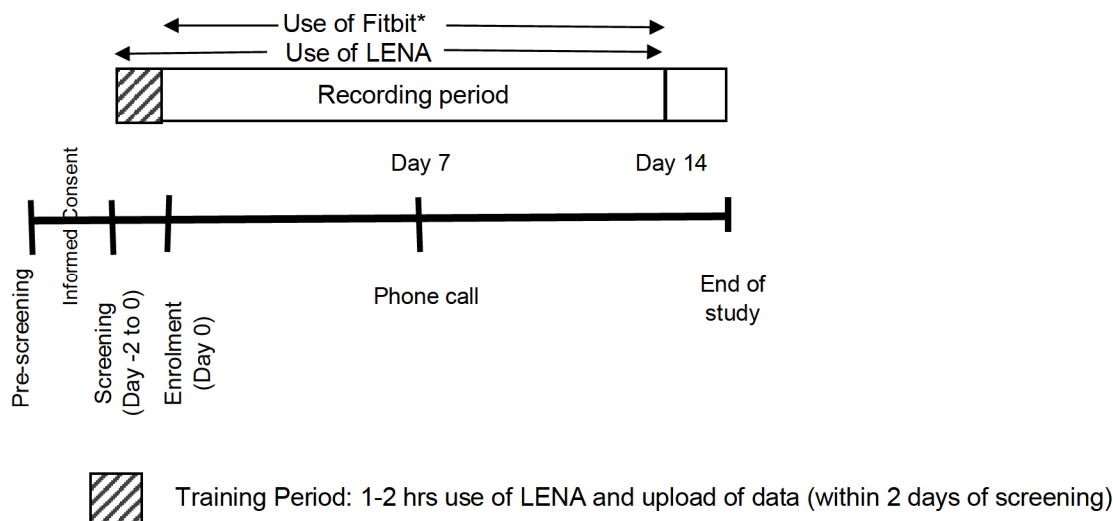 Use of Fitbit*
Use of LENA
Recording period
Day 7
Day 14
Pre-screening
Informed Consent
Screening
(Day -2 to 0)
Enrolment
(Day 0)
Phone call
End of
study
Training Period: 1-2 hrs use of LENA and upload of data (within 2 days of screening)